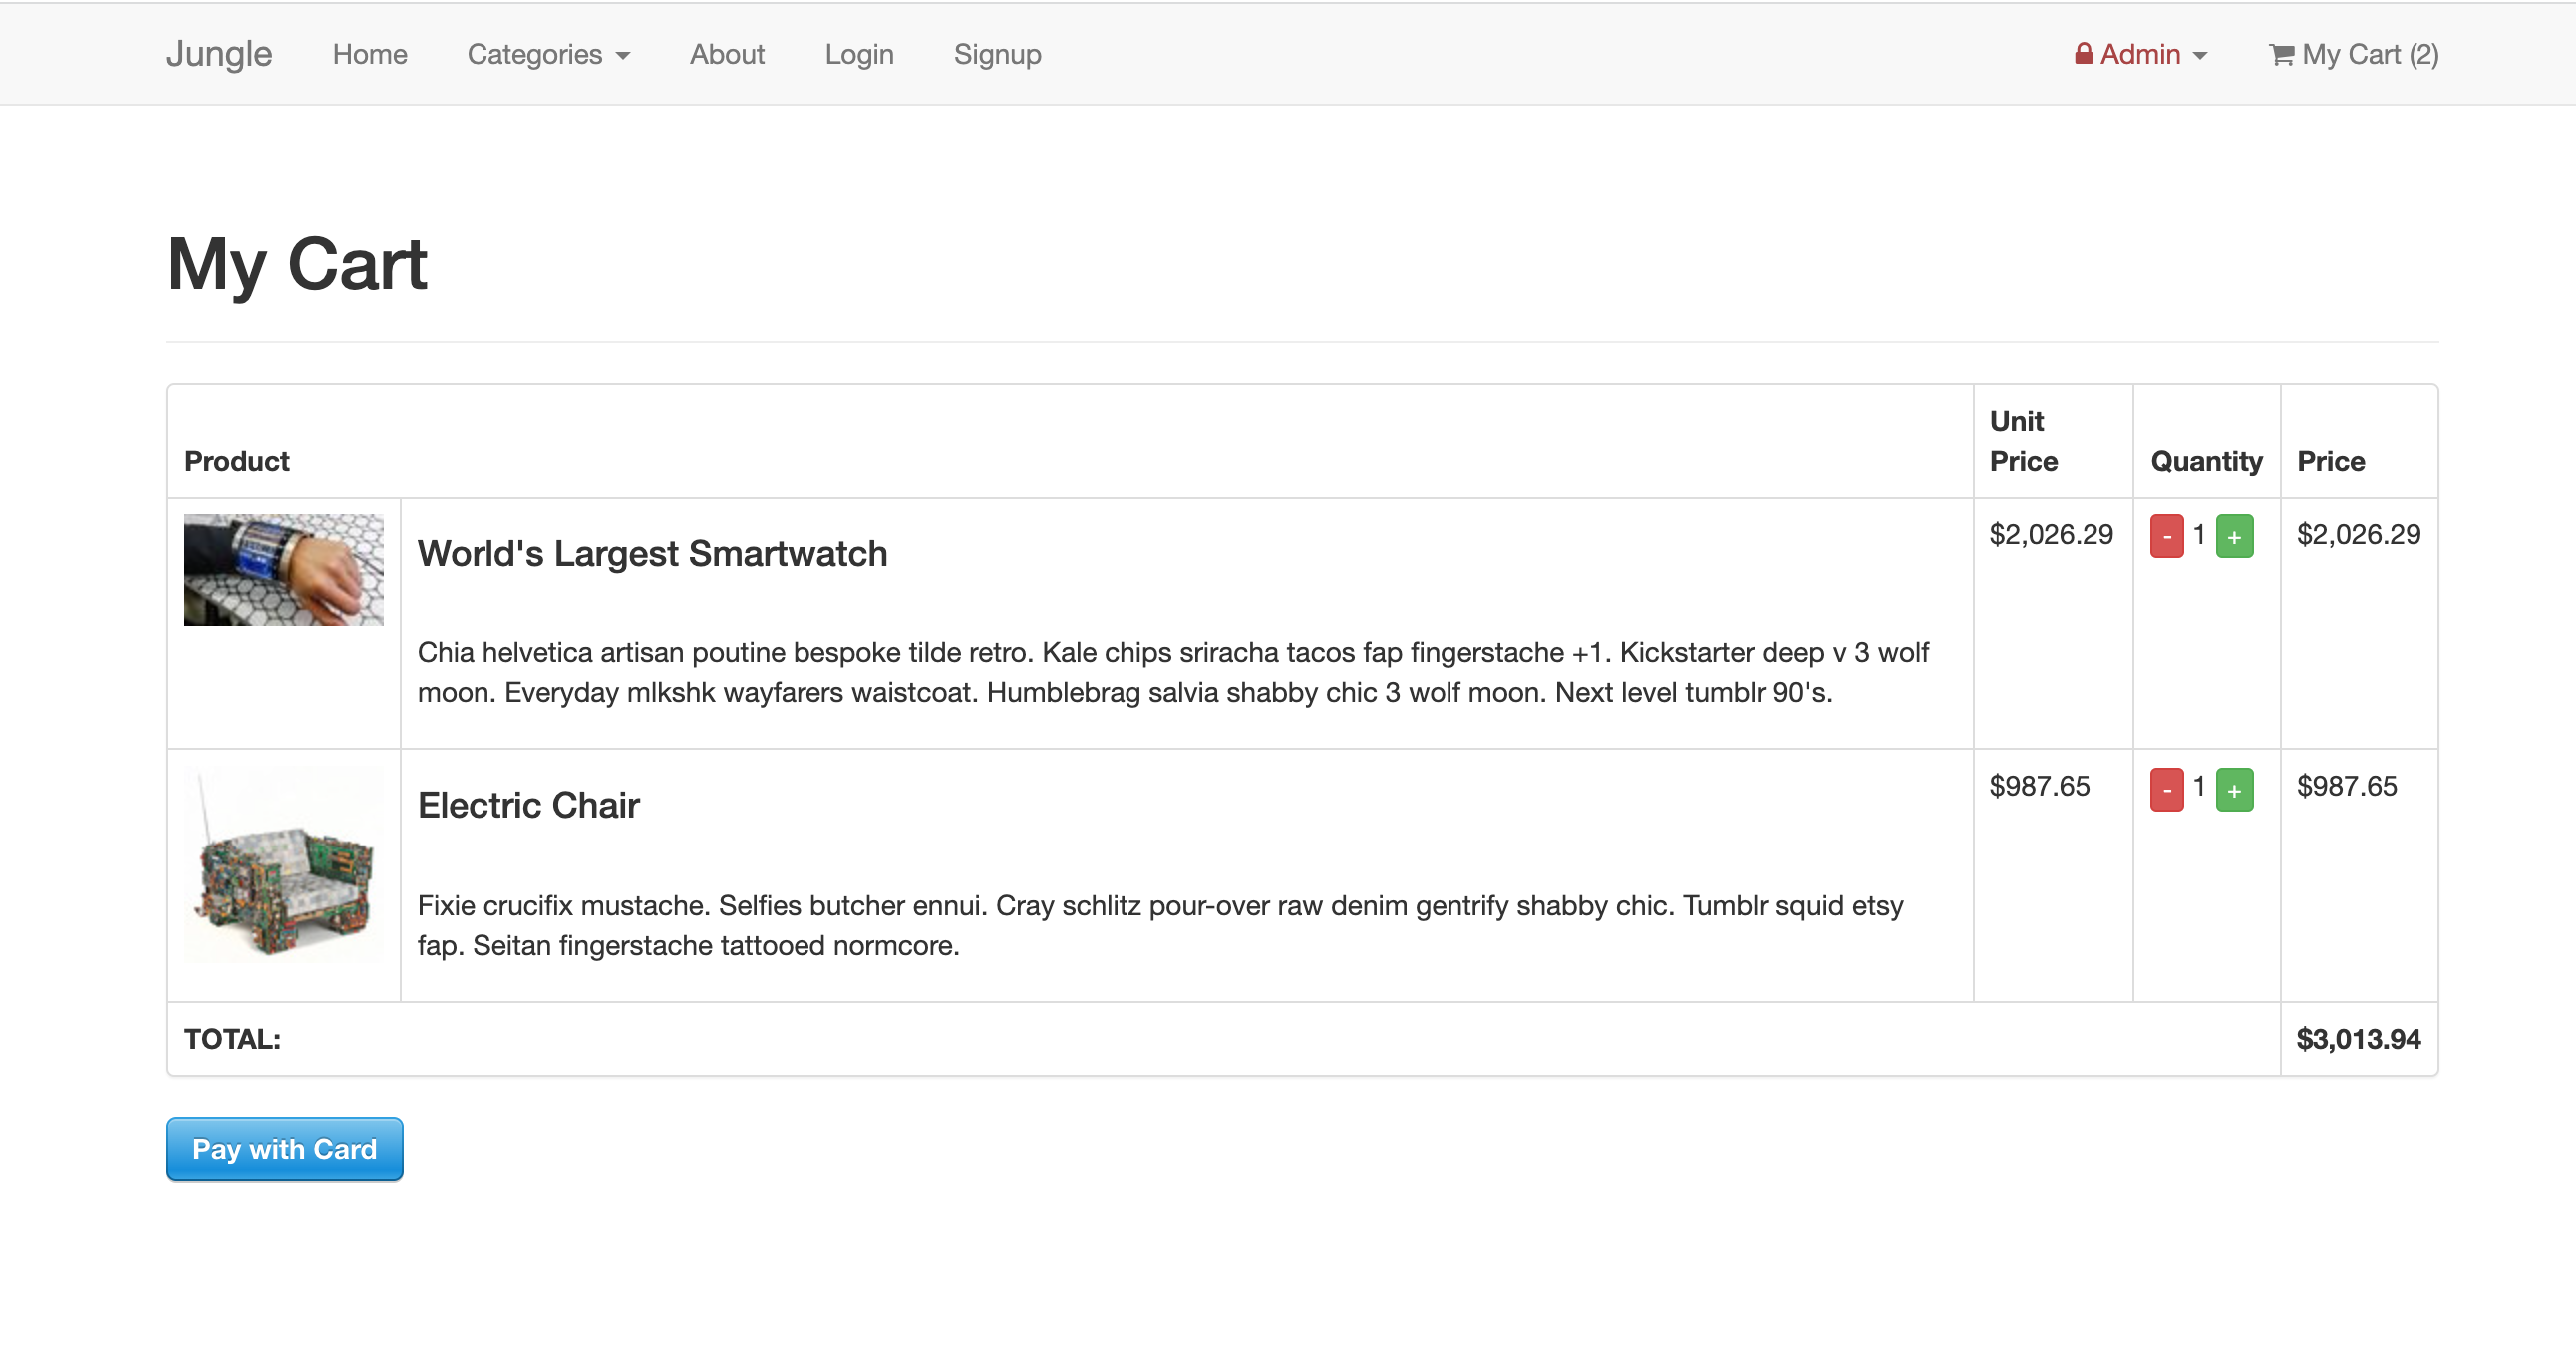 Jungle Home Categories About Login Signup Admin My Cart (2)
My Cart
Product Unit Price Quantity Price
World's Largest Smartwatch $2,026.29 - 1 + $2,026.29
Chia helvetica artisan poutine bespoke tilde retro. Kale chips sriracha tacos fap fingerstache +1. Kickstarter deep v 3 wolf
moon. Everyday mlkshk wayfarers waistcoat. Humblebrag salvia shabby chic 3 wolf moon. Next level tumblr 90's.
Electric Chair $987.65 - 1 + $987.65
Fixie crucifix mustache. Selfies butcher ennui. Cray schlitz pour-over raw denim gentrify shabby chic. Tumblr squid etsy
fap. Seitan fingerstache tattooed normcore.
TOTAL: $3,013.94
Pay with Card